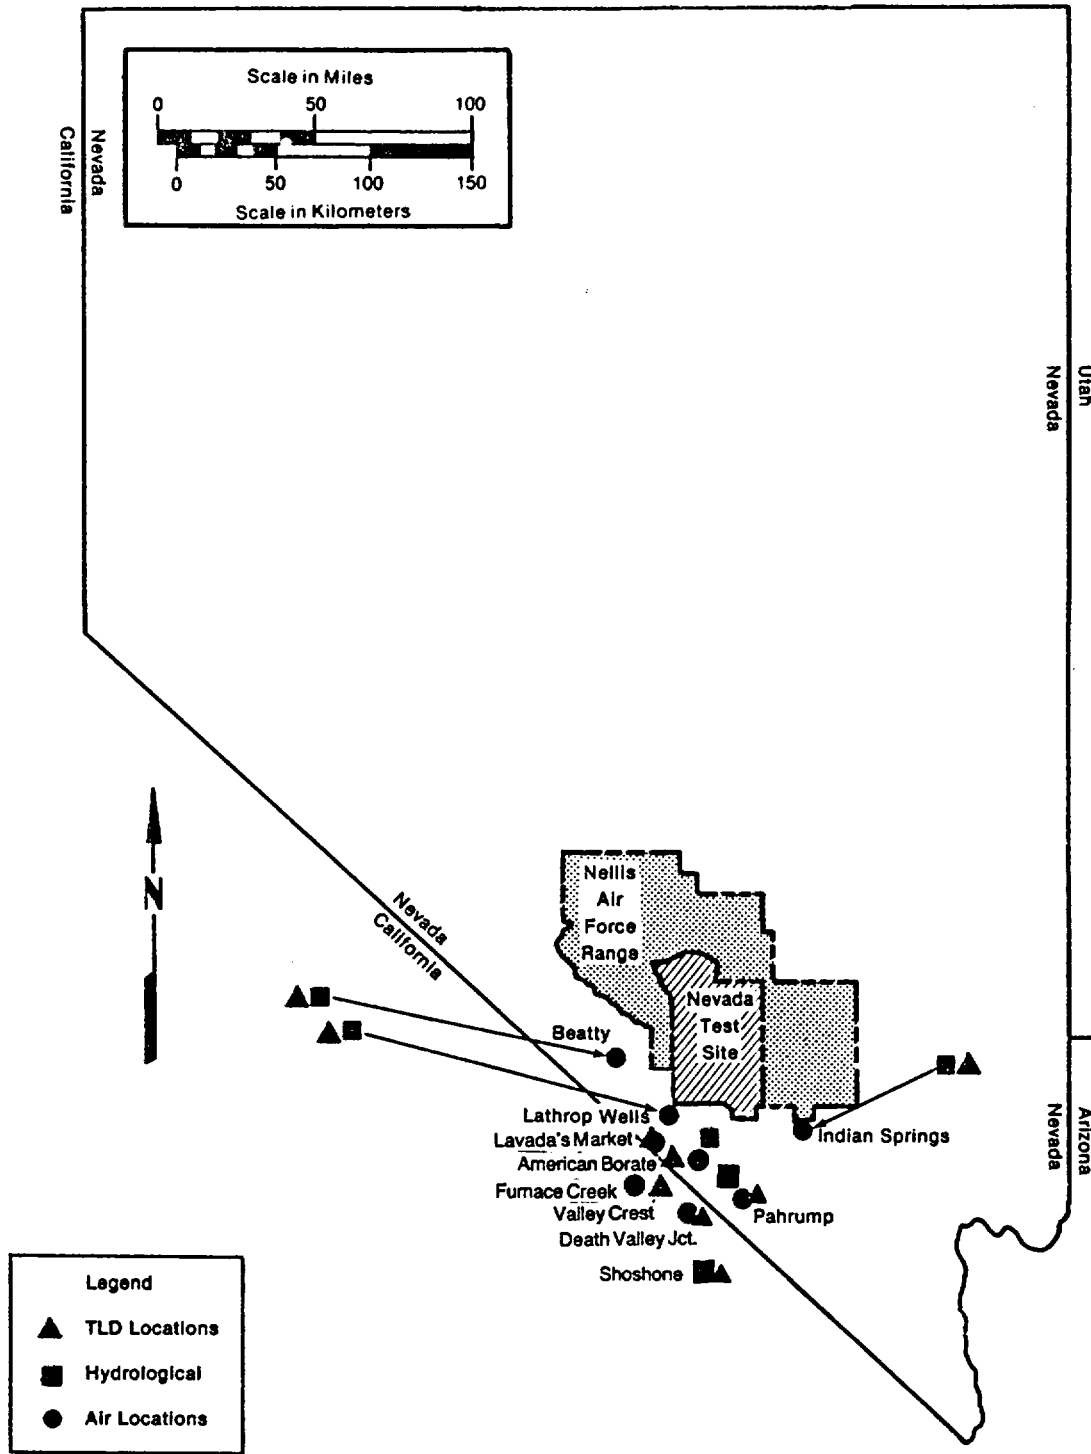 Scale in Miles
0 50 100
0 50 100 150
Scale in Kilometers
Nevada
California
Utah
Nevada
Nevada
California
N
Nellis
Air
Force
Range
Nevada
Test
Site
Beatty
Lathrop Wells
Lavada's Market
American Borate
Furnace Creek
Valley Crest
Death Valley Jct.
Shoshone
Pahrump
Indian Springs
Arizona
Nevada
Legend
TLD Locations
Hydrological
Air Locations